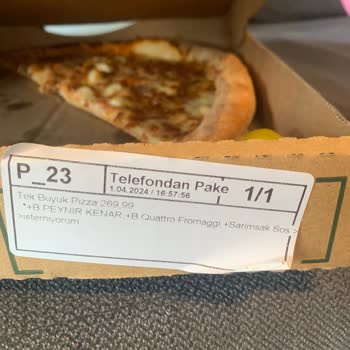 P_23
Telefondan Pake
1.04.2024 / 16:57:56
1/1
Tek Buyuk Pizza 269.99
*+B PEYNIR KENAR +B Quattro Fromaggi +Sarımsak Sos >
>istemiyorum